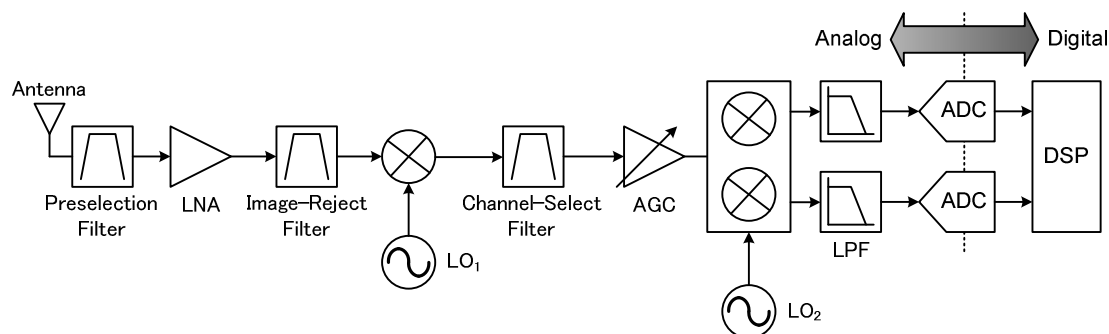 Analog
Digital
Antenna
ADC
DSP
Preselection
Filter
LNA
Image-Reject
Filter
Channel-Select
Filter
AGC
ADC
LPF
LO1
LO2